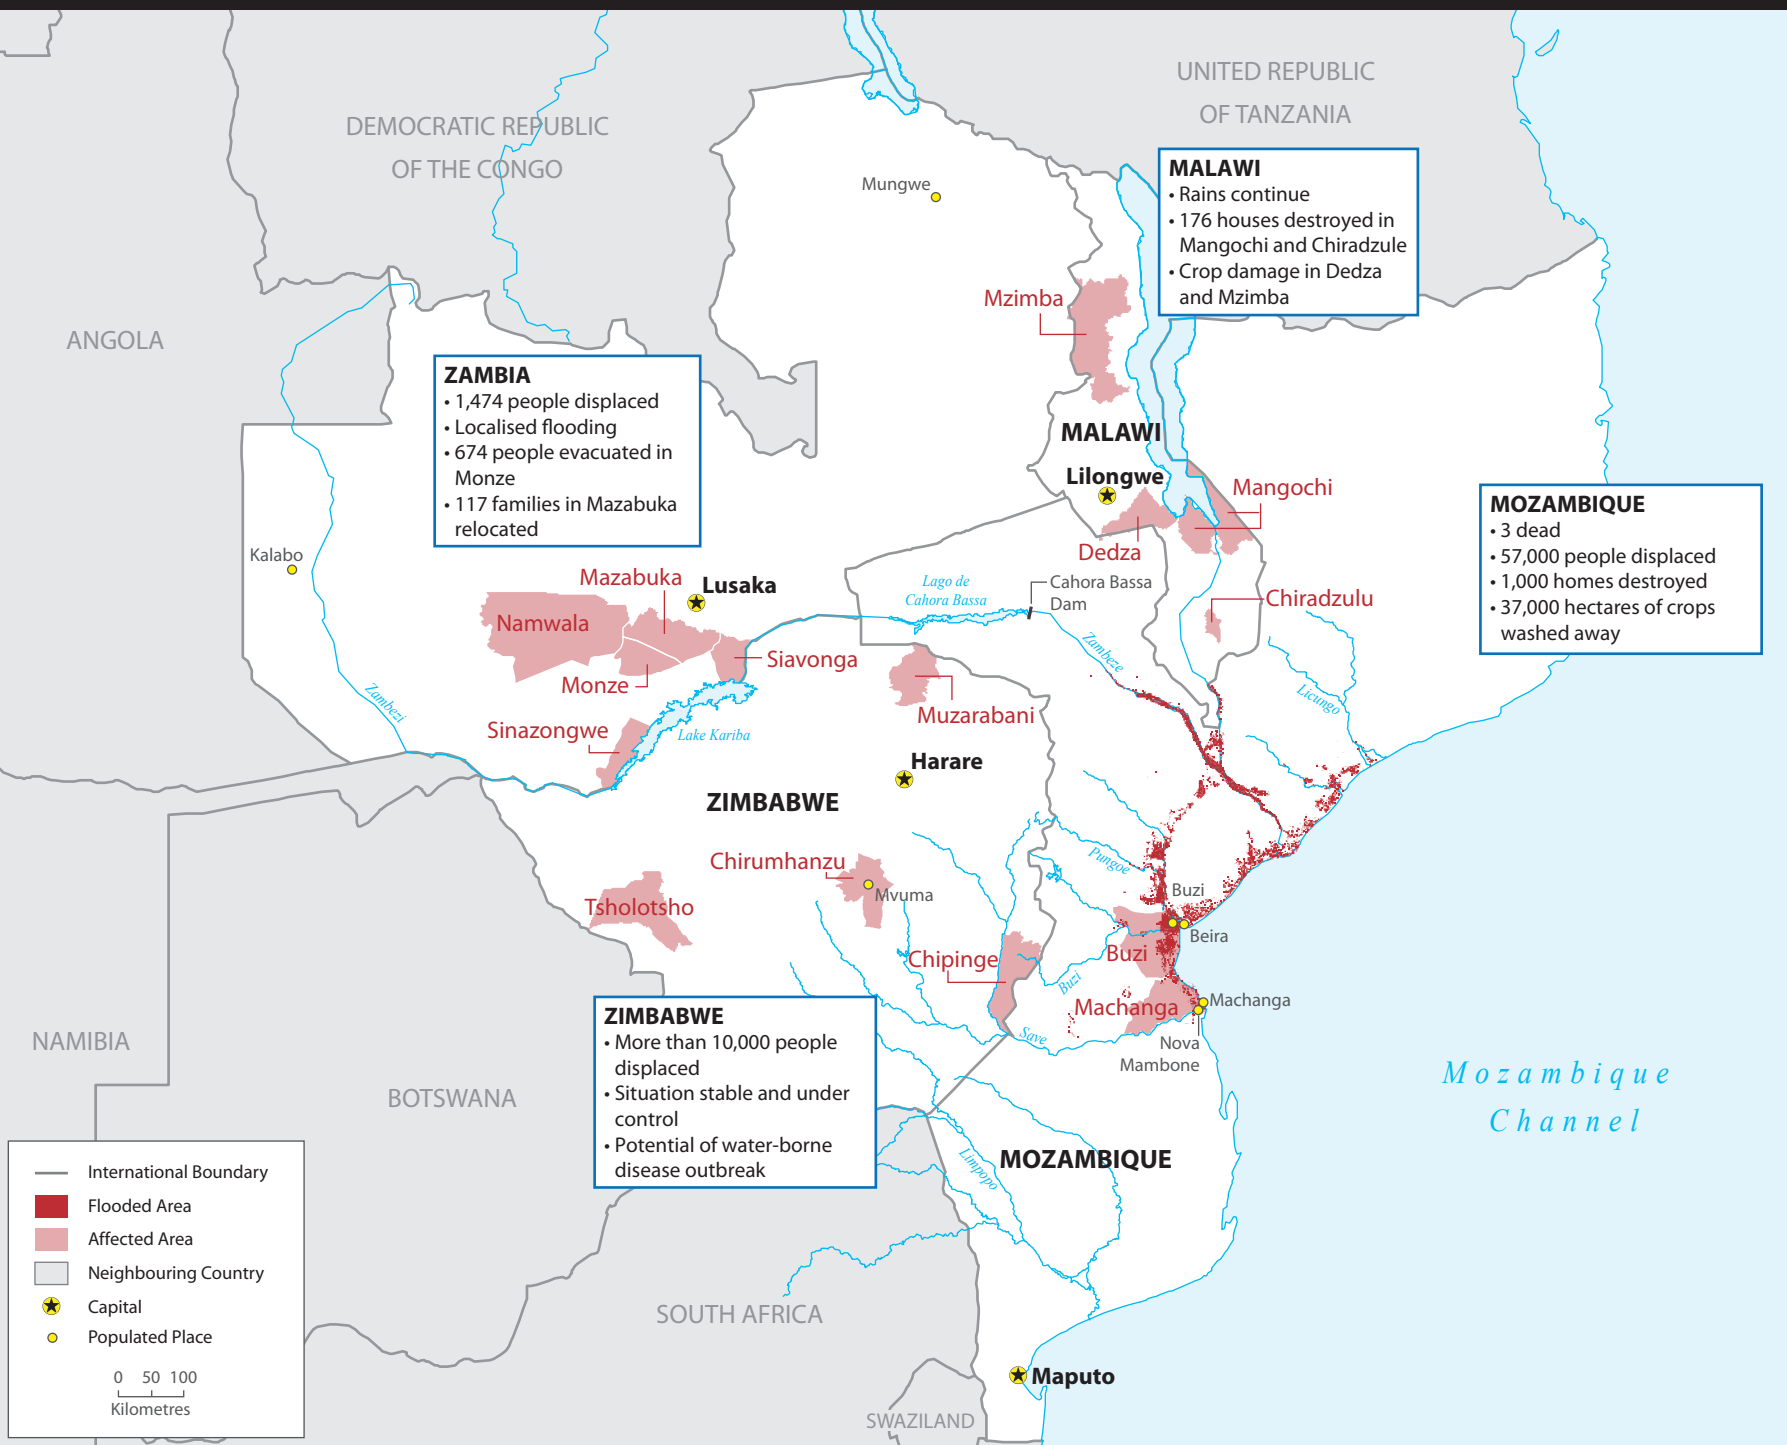 UNITED REPUBLIC
OF TANZANIA
DEMOCRATIC REPUBLIC
OF THE CONGO
Mungwe
MALAWI
• Rains continue
• 176 houses destroyed in
Mangochi and Chiradzule
• Crop damage in Dedza
and Mzimba
Mzimba
ANGOLA
ZAMBIA
• 1,474 people displaced
• Localised flooding
• 674 people evacuated in
Monze
• 117 families in Mazabuka
relocated
MALAWI
Lilongwe
Mangochi
Dedza
MOZAMBIQUE
• 3 dead
• 57,000 people displaced
• 1,000 homes destroyed
• 37,000 hectares of crops
washed away
Kalabo
Mazabuka
Lusaka
Namwala
Siavonga
Monze
Sinazongwe
Lake Kariba
Zambezi
Lago de
Cahora Bassa
Cahora Bassa
Dam
Chiradzulu
Zambeze
Licungo
Muzarabani
Harare
ZIMBABWE
Chirumhanzu
Mvuma
Tsholotsho
Pungoe
Buzi
Beira
Buzi
Chipinge
Buzi
Machanga
Machanga
Nova
Mambone
Save
NAMIBIA
BOTSWANA
ZIMBABWE
• More than 10,000 people
displaced
• Situation stable and under
control
• Potential of water-borne
disease outbreak
Mozambique
Channel
MOZAMBIQUE
Limpopo
SOUTH AFRICA
Maputo
SWAZILAND
International Boundary
Flooded Area
Affected Area
Neighbouring Country
Capital
Populated Place
0 50 100
Kilometres